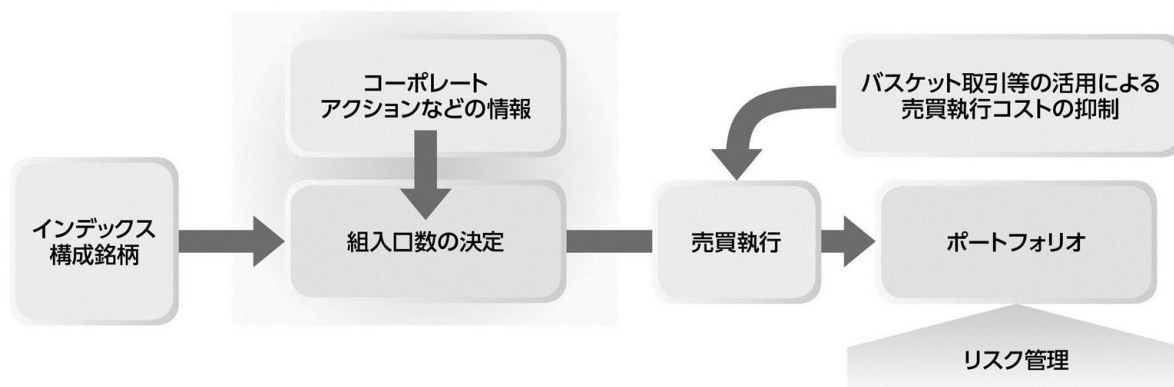 コーポレート
アクションなどの情報
バスケット取引等の活用による
売買執行コストの抑制
インデックス
構成銘柄
組入口数の決定
売買執行
ポートフォリオ
リスク管理